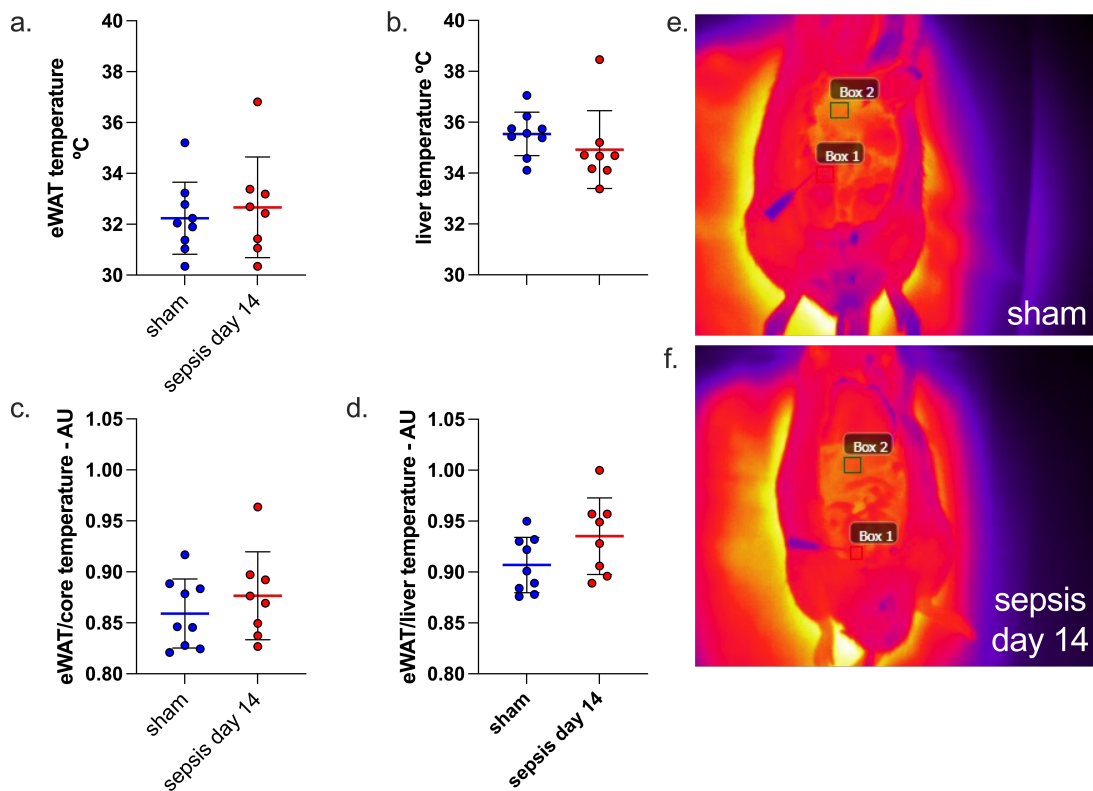 a.
eWAT temperature
ºC
40
38
36
34
32
30
sham
sepsis day 14
b.
liver temperature ºC
40
38
36
34
32
30
c.
eWAT/core temperature - AU
1.05
1.00
0.95
0.90
0.85
0.80
sham
sepsis day 14
d.
eWAT/liver temperature - AU
1.05
1.00
0.95
0.90
0.85
0.80
sham
sepsis day 14
e.
Box 2
Box 1
sham
f.
Box 2
Box 1
sepsis
day 14